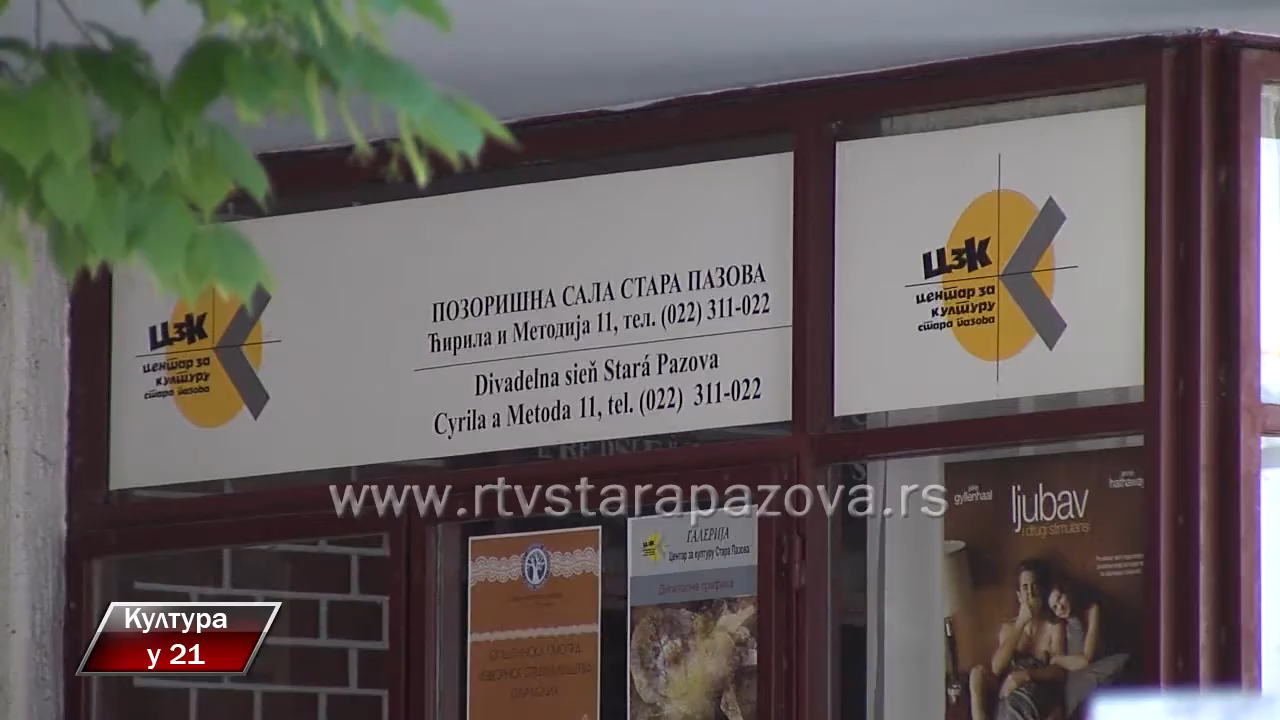 ЦзК
центар за
културу
стара пазова
ПОЗОРИШНА САЛА СТАРА ПАЗОВА
Ћирила и Методија 11, тел. (022) 311-022
Divadelna sieň Stará Pazova
Cyrila a Metoda 11, tel. (022) 311-022
ЦзК
центар за
културу
стара пазова
www.rtvstarapazova.rs
gyllenhaal
hathaway
ljubav
i drugi stimulansi
ГАЛЕРИЈА
Центар за културу Стара Пазова
Дигитална графика
Култура
у 21